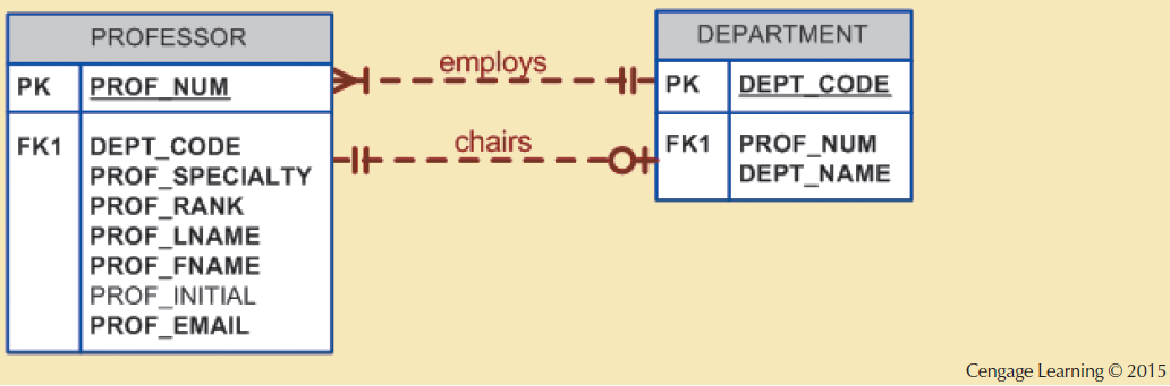 PROFESSOR
PK PROF_NUM
FK1 DEPT_CODE
PROF_SPECIALTY
PROF_RANK
PROF_LNAME
PROF_FNAME
PROF_INITIAL
PROF_EMAIL
employs
chairs
DEPARTMENT
PK DEPT_CODE
FK1 PROF_NUM
DEPT_NAME
Cengage Learning © 2015